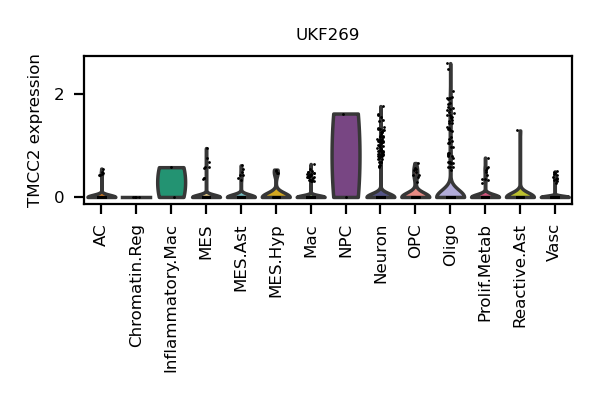 UKF269
TMCC2 expression
2
0
AC
Chromatin.Reg
Inflammatory.Mac
MES
MES.Ast
MES.Hyp
Mac
NPC
Neuron
OPC
Oligo
Prolif.Metab
Reactive.Ast
Vasc